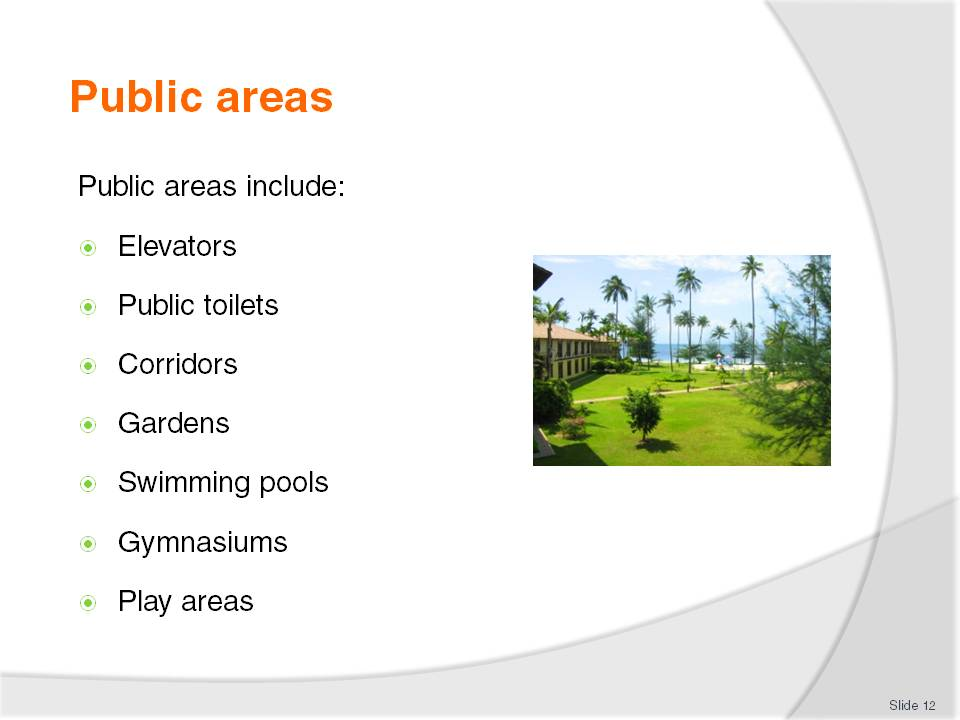 Public areas
Public areas include:
Elevators
Public toilets
Corridors
Gardens
Swimming pools
Gymnasiums
Play areas
Slide 12